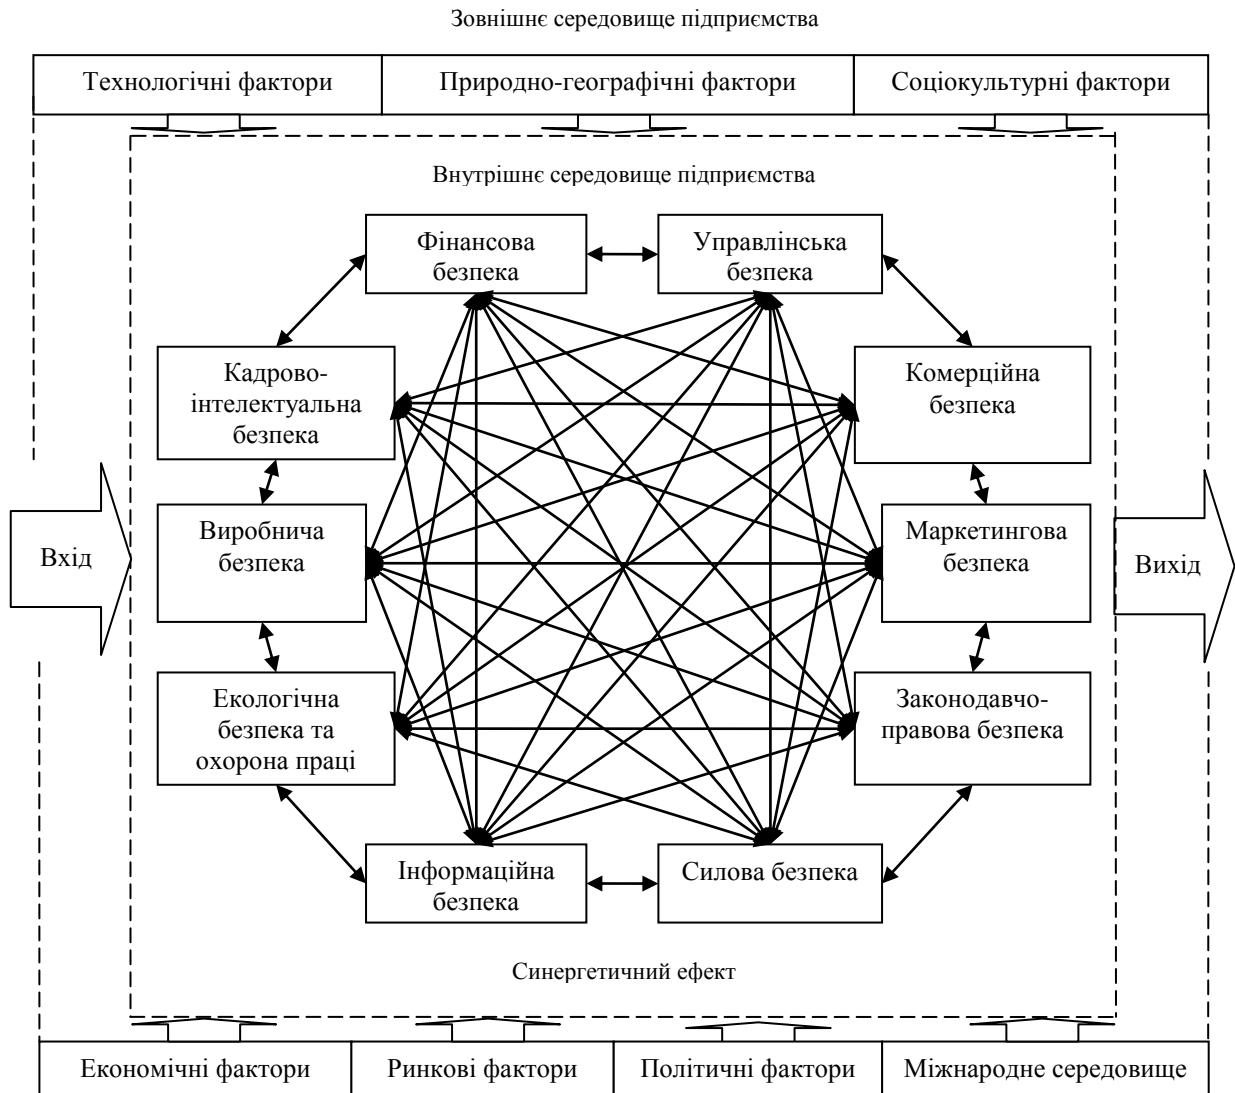 Зовнішнє середовище підприємства
Технологічні фактори
Природно-географічні фактори
Соціокультурні фактори
Внутрішнє середовище підприємства
Фінансова
безпека
Управлінська
безпека
Кадрово-
інтелектуальна
безпека
Комерційна
безпека
Вхід
Виробнича
безпека
Маркетингова
безпека
Вихід
Екологічна
безпека та
охорона праці
Законодавчо-
правова безпека
Інформаційна
безпека
Силова безпека
Синергетичний ефект
Економічні фактори
Ринкові фактори
Політичні фактори
Міжнародне середовище